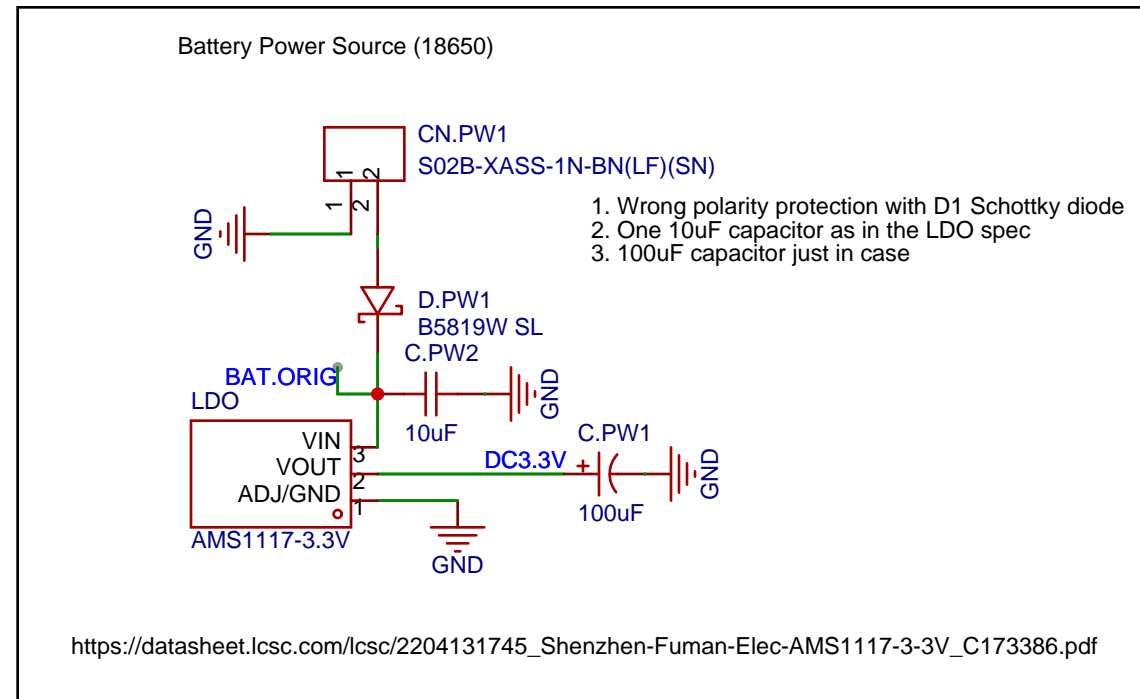 Battery Power Source (18650)
CN.PW1
S02B-XASS-1N-BN(LF)(SN)
1 2
1 2
GND
1. Wrong polarity protection with D1 Schottky diode
2. One 10uF capacitor as in the LDO spec
3. 100uF capacitor just in case
D.PW1
B5819W SL
C.PW2
BAT.ORIG
GND
LDO
10uF
VIN 3
VOUT 2
ADJ/GND 1
DC3.3V
C.PW1
+
GND
100uF
AMS1117-3.3V
GND
https://datasheet.lcsc.com/lcsc/2204131745_Shenzhen-Fuman-Elec-AMS1117-3-3V_C173386.pdf